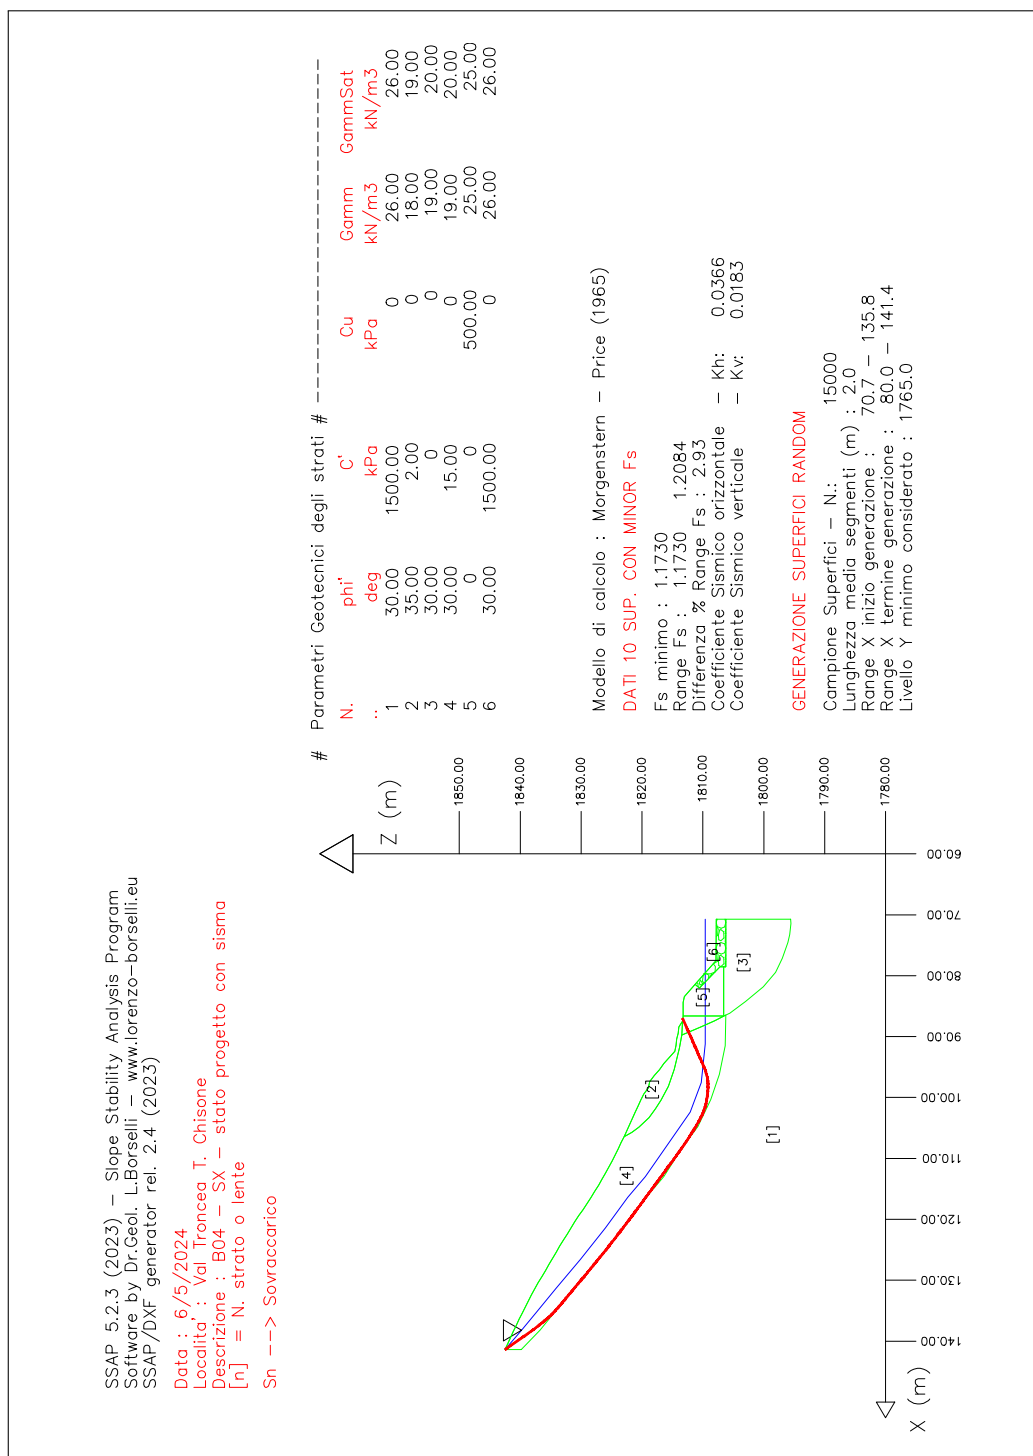 SSAP 5.2.3 (2023) – Slope Stability Analysis Program
Software by Dr.Geol. L.Borselli – www.lorenzo-borselli.eu
SSAP/DXF generator rel. 2.4 (2023)
Data : 6/5/2024
Localita' : Val Troncea T. Chisone
Descrizione : B04 – SX – stato progetto con sisma
[n] = N. strato o lente
Sn --–> Sovraccarico
# Parametri Geotecnici degli strati # –––––––––––––––––––––––––
N. phi' C' Cu Gamm GammSat
.. deg kPa kPa kN/m3 kN/m3
1 30.00 1500.00 0 26.00 26.00
2 35.00 2.00 0 18.00 19.00
3 30.00 0 0 19.00 20.00
4 30.00 15.00 0 19.00 20.00
5 0 0 500.00 25.00 25.00
6 30.00 1500.00 0 26.00 26.00
Modello di calcolo : Morgenstern – Price (1965)
DATI 10 SUP. CON MINOR Fs
Fs minimo : 1.1730
Range Fs : 1.1730 1.2084
Differenza % Range Fs : 2.93
Coefficiente Sismico orizzontale – Kh: 0.0366
Coefficiente Sismico verticale – Kv: 0.0183
GENERAZIONE SUPERFICI RANDOM
Campione Superfici – N.: 15000
Lunghezza media segmenti (m) : 2.0
Range X inizio generazione : 70.7 – 135.8
Range X termine generazione : 80.0 – 141.4
Livello Y minimo considerato : 1765.0
Z (m)
1850.00
1840.00
1830.00
1820.00
1810.00
1800.00
1790.00
1780.00
[4]
[2]
[5]
[6]
[3]
[1]
X (m)
140.00
130.00
120.00
110.00
100.00
90.00
80.00
70.00
60.00